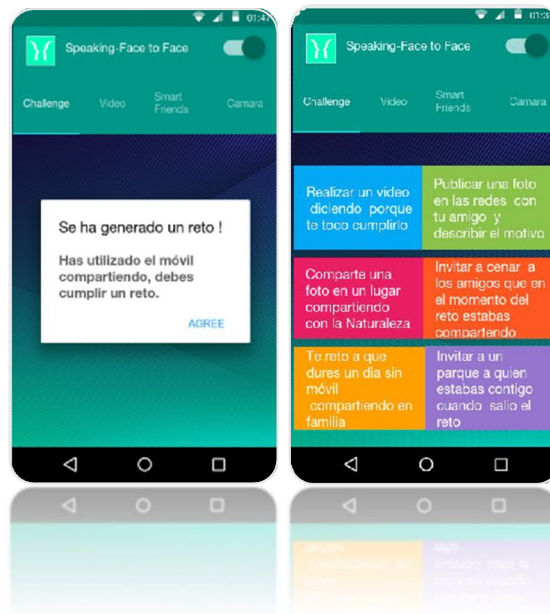 01:47
Speaking-Face to Face
Challenge
Video
Smart
Friends
Camara
Se ha generado un reto !
Has utilizado el móvil
compartiendo, debes
cumplir un reto.
AGREE
Speaking-Face to Face
Challenge
Video
Smart
Friends
Camara
Realizar un video
diciendo porque
te toco cumplirlo
Publicar una foto
en las redes con
tu amigo y
describir el motivo
Comparte una
foto en un lugar
compartiendo
con la Naturaleza
Invitar a cenar a
los amigos que en
el momento del
reto estabas
compartendo
Te reto a que
dures un dia sin
móvil
compartiendo en
familia
Invitar a un
parque a quien
estabas contigo
cuando salio el
reto